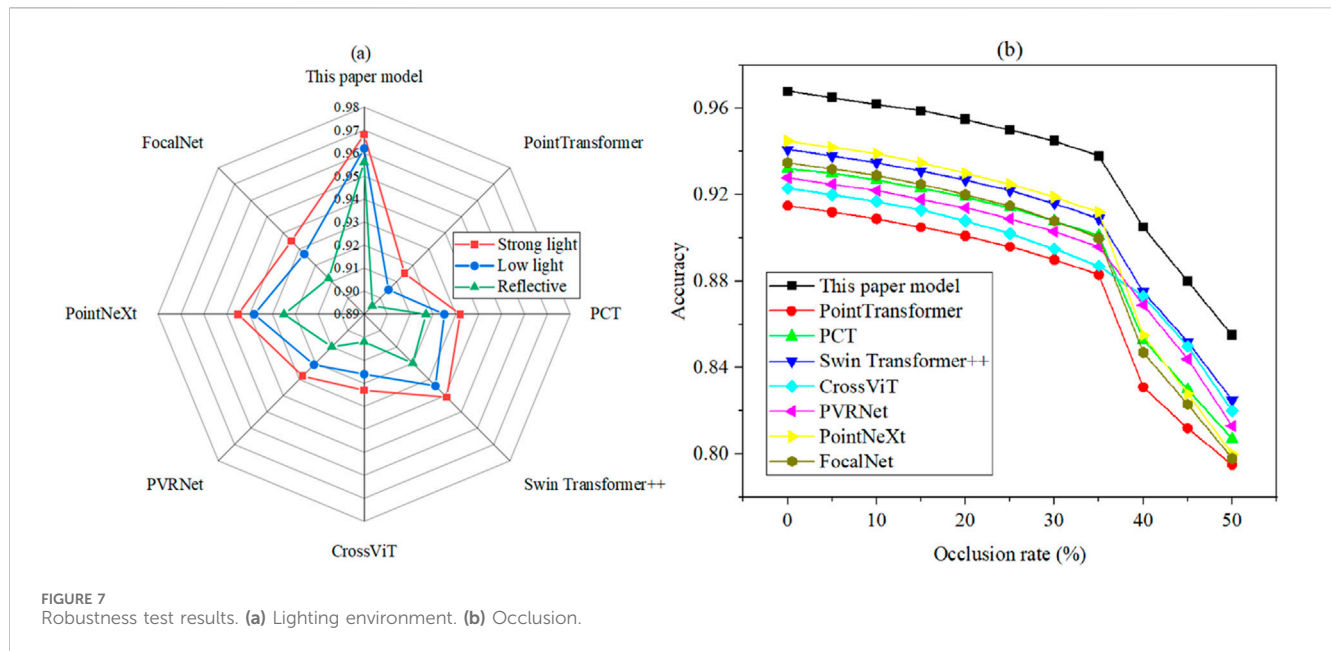 (a)
This paper model
0.98
0.97
0.96
0.95
0.94
0.93
0.92
0.91
0.90
0.89
PointTransformer
PCT
Swin Transformer++
CrossViT
PVRNet
PointNeXt
FocalNet
Strong light
Low light
Reflective
(b)
Accuracy
0.96
0.92
0.88
0.84
0.80
0 10 20 30 40 50
Occlusion rate (%)
This paper model
PointTransformer
PCT
Swin Transformer++
CrossViT
PVRNet
PointNeXt
FocalNet
FIGURE 7
Robustness test results. (a) Lighting environment. (b) Occlusion.